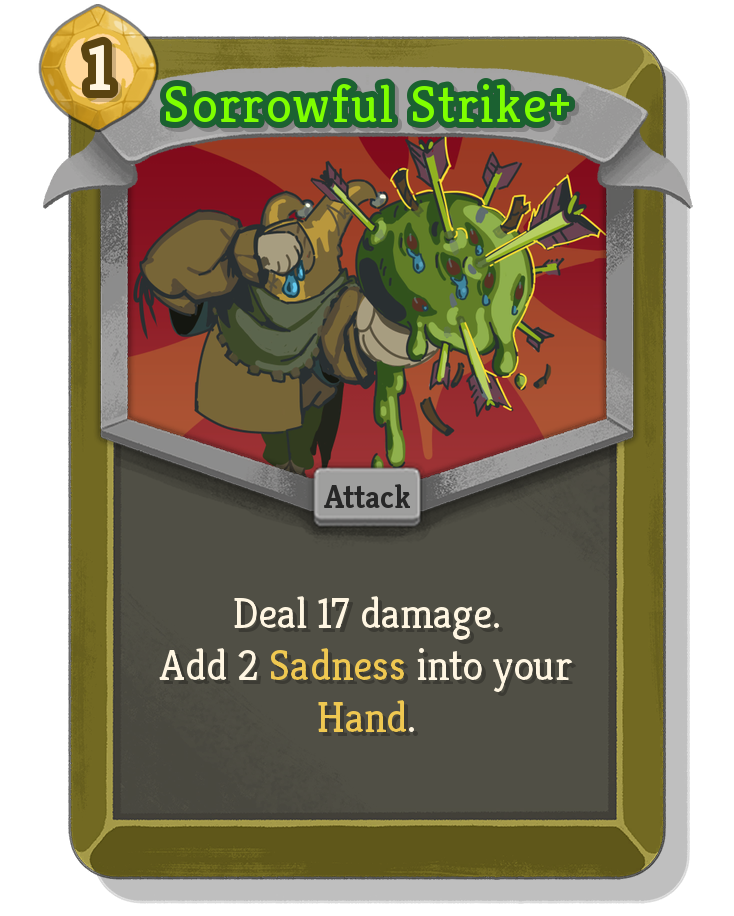 1
Sorrowful Strike+
Attack
Deal 17 damage.
Add 2 Sadness into your
Hand.